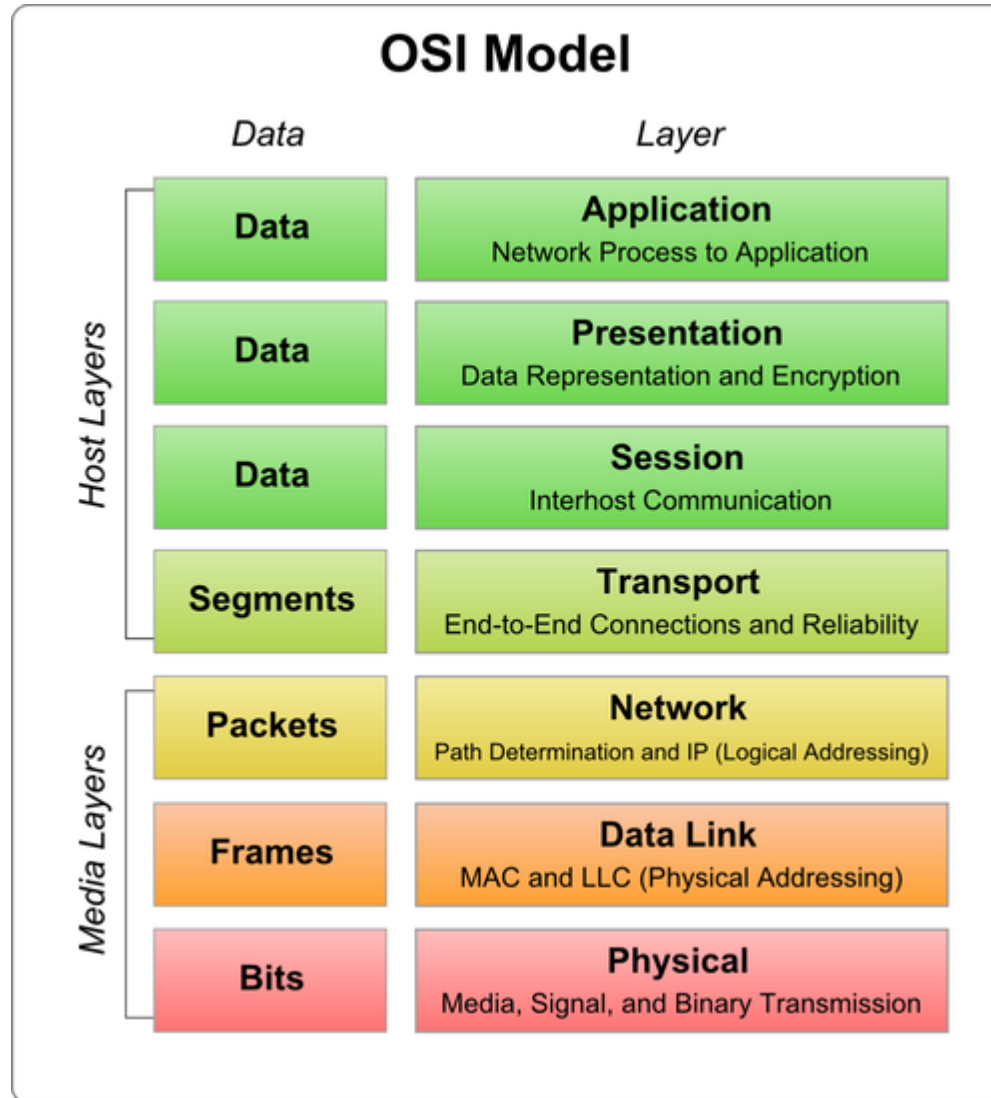 OSI Model
Data Layer
Host Layers
Data
Application
Network Process to Application
Data
Presentation
Data Representation and Encryption
Data
Session
Interhost Communication
Segments
Transport
End-to-End Connections and Reliability
Media Layers
Packets
Network
Path Determination and IP (Logical Addressing)
Frames
Data Link
MAC and LLC (Physical Addressing)
Bits
Physical
Media, Signal, and Binary Transmission